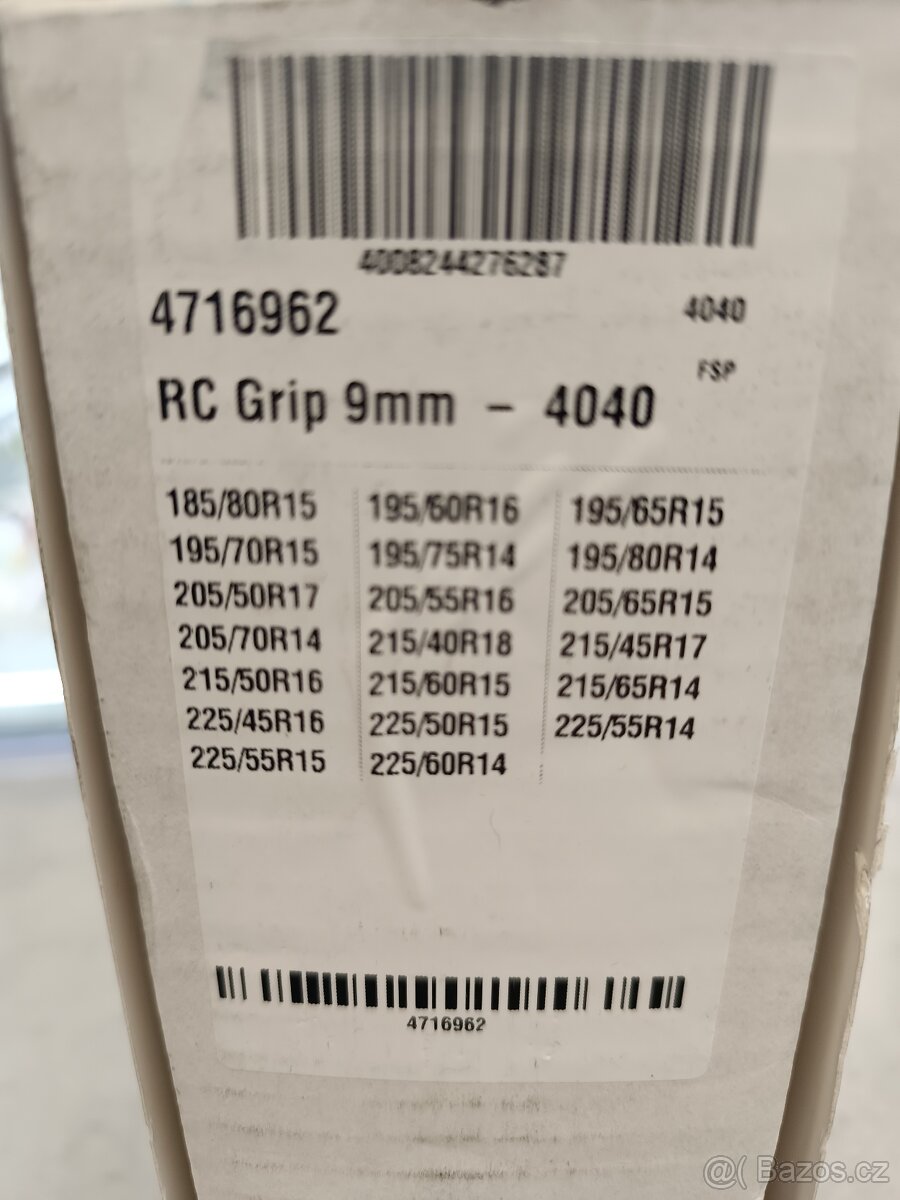 4008244276287
4716962 4040
FSP
RC Grip 9mm - 4040
185/80R15 195/60R16 195/65R15
195/70R15 195/75R14 195/80R14
205/50R17 205/55R16 205/65R15
205/70R14 215/40R18 215/45R17
215/50R16 215/60R15 215/65R14
225/45R16 225/50R15 225/55R14
225/55R15 225/60R14
4716962
@( Bazos.cz